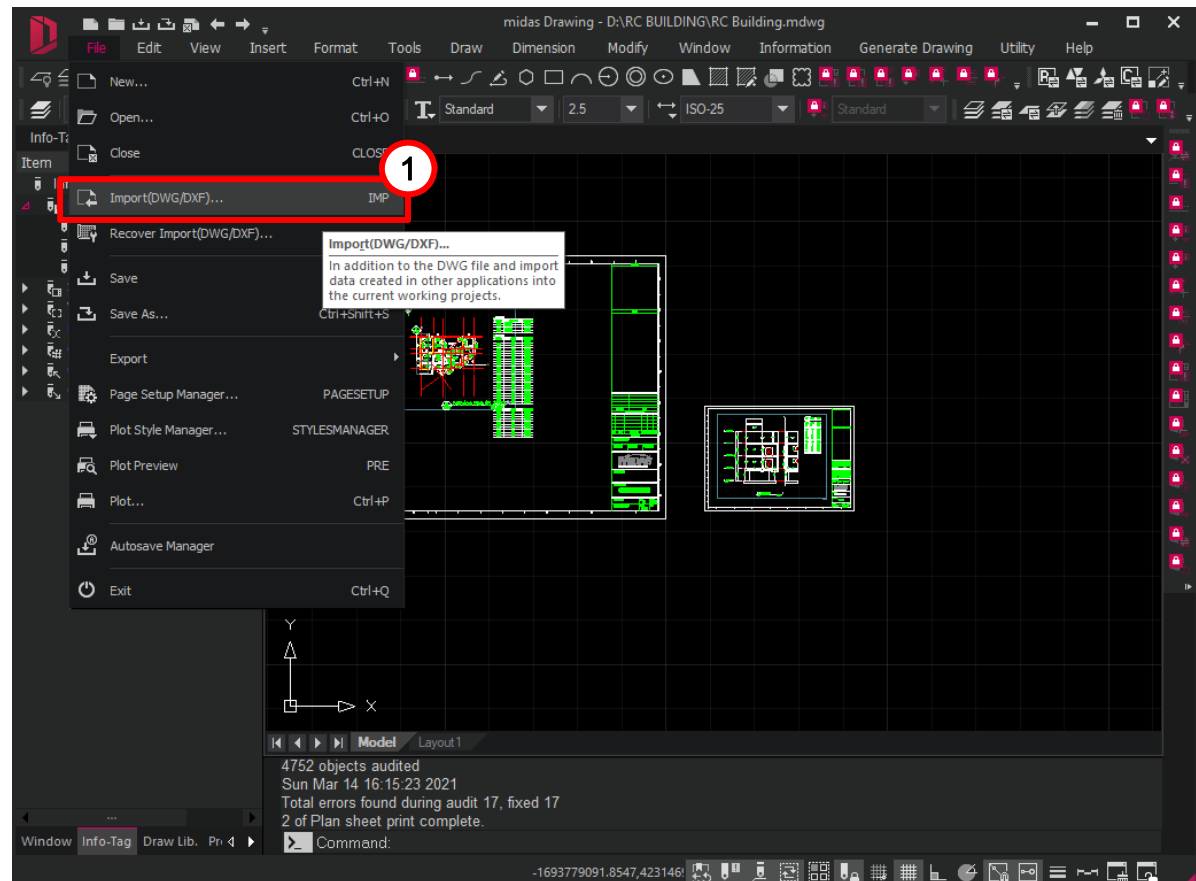 midas Drawing - D:\RC BUILDING\RC Building.mdwg
File Edit View Insert Format Tools Draw Dimension Modify Window Information Generate Drawing Utility Help
New... Ctrl+N
Standard 2.5 ISO-25 Standard
Open... Ctrl+O
Info-Ta
Close CLOSE
Item
1
Import(DWG/DXF)... IMP
Recover Import(DWG/DXF)...
Import(DWG/DXF)...
In addition to the DWG file and import
data created in other applications into
the current working projects.
Save
Save As... Ctrl+Shift+S
Export
Page Setup Manager... PAGESETUP
Plot Style Manager... STYLESMANAGER
Plot Preview PRE
Plot... Ctrl+P
Autosave Manager
Exit Ctrl+Q
Y
X
Model Layout1
4752 objects audited
Sun Mar 14 16:15:23 2021
Total errors found during audit 17, fixed 17
2 of Plan sheet print complete.
Window Info-Tag Draw Lib. Pr
Command:
-1693779091.8547,423146